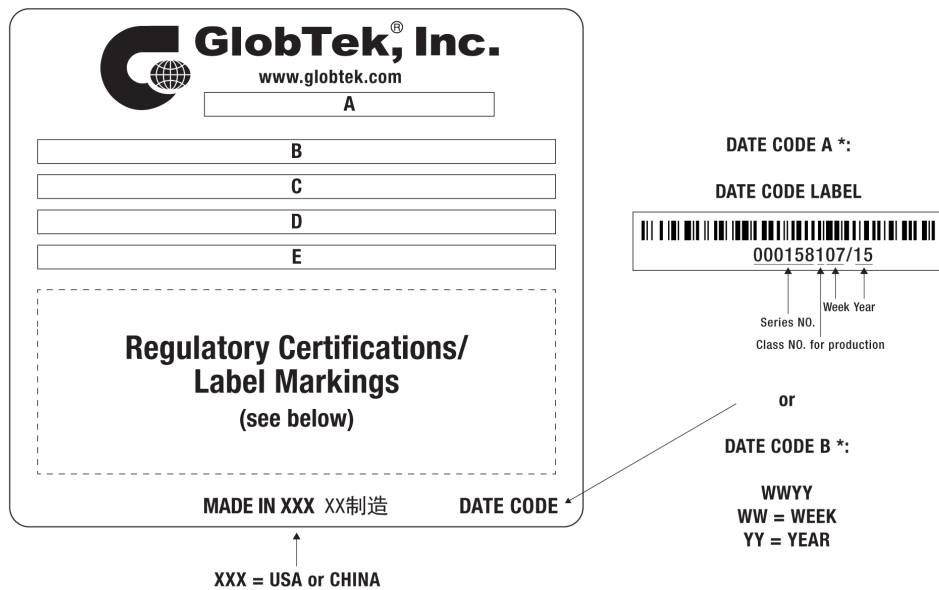 GlobTek,® Inc.
www.globtek.com
A
B
C
D
E
Regulatory Certifications/
Label Markings
(see below)
MADE IN XXX XX制造 DATE CODE
XXX = USA or CHINA
DATE CODE A *:
DATE CODE LABEL
000158107/15
Week Year
Series NO.
Class NO. for production
or
DATE CODE B *:
WWYY
WW = WEEK
YY = YEAR